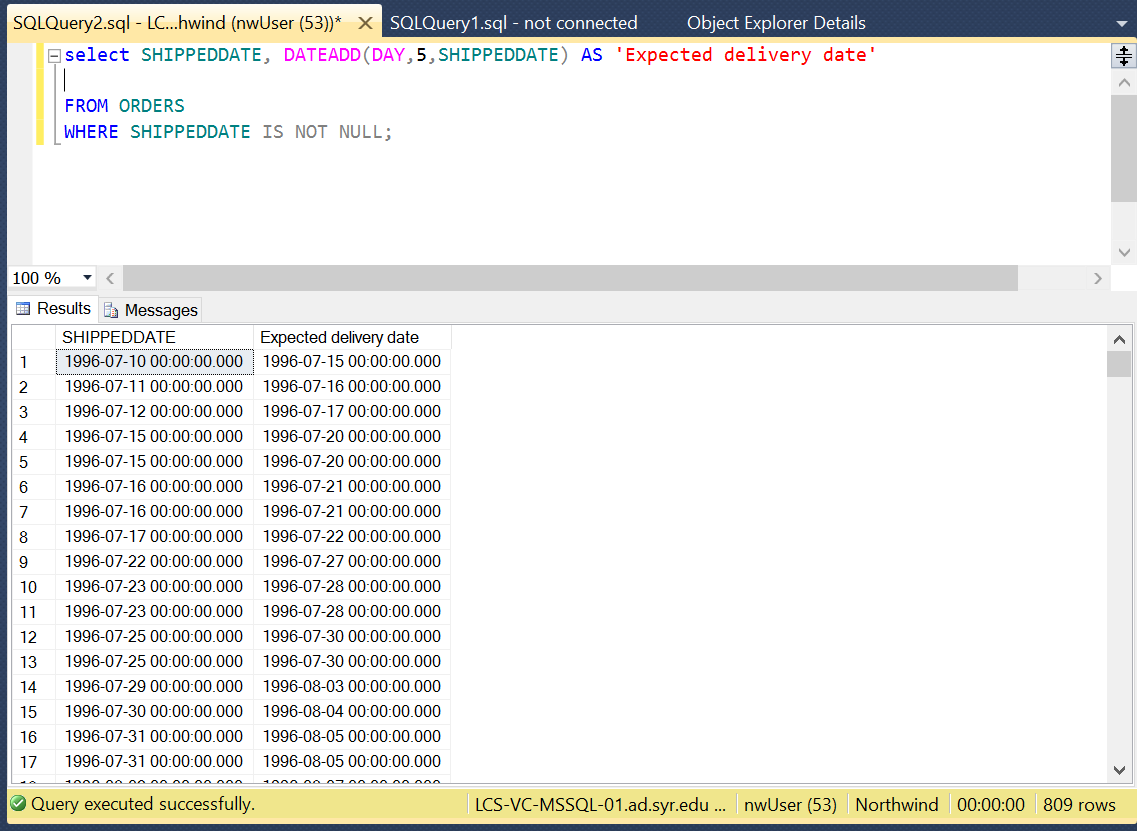 SQLQuery2.sql - LC...hwind (nwUser (53))* SQLQuery1.sql - not connected Object Explorer Details
select SHIPPEDDATE, DATEADD(DAY,5,SHIPPEDDATE) AS 'Expected delivery date'
FROM ORDERS
WHERE SHIPPEDDATE IS NOT NULL;
100 %
Results Messages
SHIPPEDDATE Expected delivery date
1 1996-07-10 00:00:00.000 1996-07-15 00:00:00.000
2 1996-07-11 00:00:00.000 1996-07-16 00:00:00.000
3 1996-07-12 00:00:00.000 1996-07-17 00:00:00.000
4 1996-07-15 00:00:00.000 1996-07-20 00:00:00.000
5 1996-07-15 00:00:00.000 1996-07-20 00:00:00.000
6 1996-07-16 00:00:00.000 1996-07-21 00:00:00.000
7 1996-07-16 00:00:00.000 1996-07-21 00:00:00.000
8 1996-07-17 00:00:00.000 1996-07-22 00:00:00.000
9 1996-07-22 00:00:00.000 1996-07-27 00:00:00.000
10 1996-07-23 00:00:00.000 1996-07-28 00:00:00.000
11 1996-07-23 00:00:00.000 1996-07-28 00:00:00.000
12 1996-07-25 00:00:00.000 1996-07-30 00:00:00.000
13 1996-07-25 00:00:00.000 1996-07-30 00:00:00.000
14 1996-07-29 00:00:00.000 1996-08-03 00:00:00.000
15 1996-07-30 00:00:00.000 1996-08-04 00:00:00.000
16 1996-07-31 00:00:00.000 1996-08-05 00:00:00.000
17 1996-07-31 00:00:00.000 1996-08-05 00:00:00.000
Query executed successfully. LCS-VC-MSSQL-01.ad.syr.edu ... nwUser (53) Northwind 00:00:00 809 rows